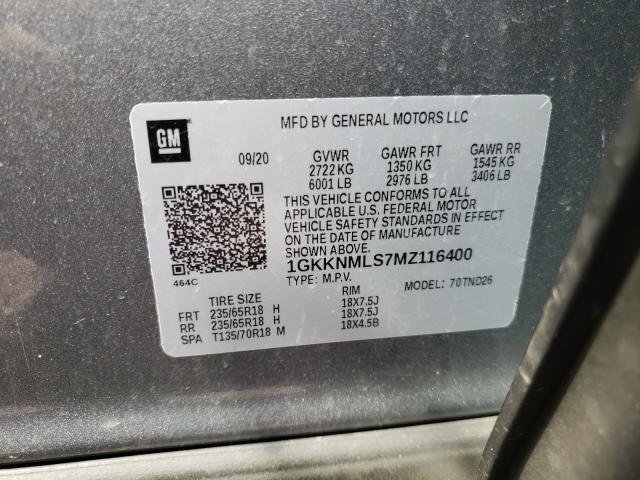 GM
MFD BY GENERAL MOTORS LLC
09/20 GVWR GAWR FRT GAWR RR
2722 KG 1350 KG 1545 KG
6001 LB 2976 LB 3406 LB
THIS VEHICLE CONFORMS TO ALL
APPLICABLE U.S. FEDERAL MOTOR
VEHICLE SAFETY STANDARDS IN EFFECT
ON THE DATE OF MANUFACTURE
SHOWN ABOVE.
1GKKNMLS7MZ116400
464C
TYPE: M.P.V. MODEL: 70TND26
TIRE SIZE RIM
FRT 235/65R18 H 18X7.5J
RR 235/65R18 H 18X7.5J
SPA T135/70R18 M 18X4.5B